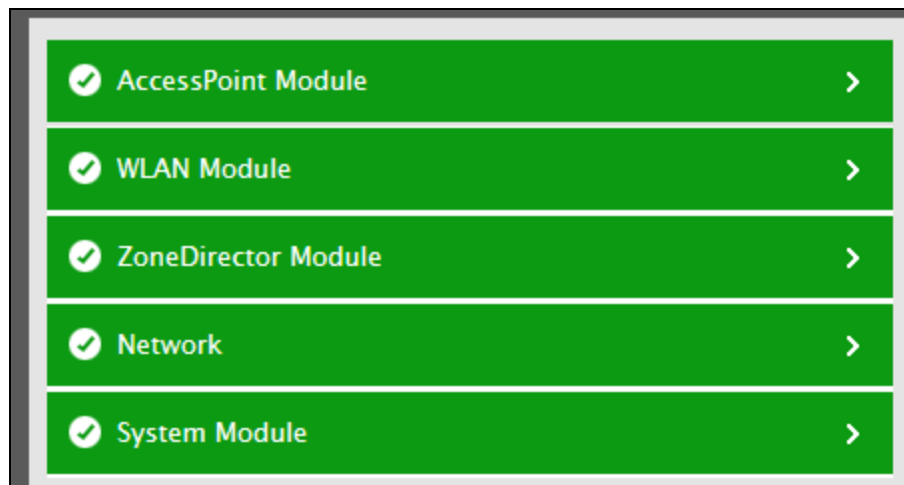 AccessPoint Module
WLAN Module
ZoneDirector Module
Network
System Module